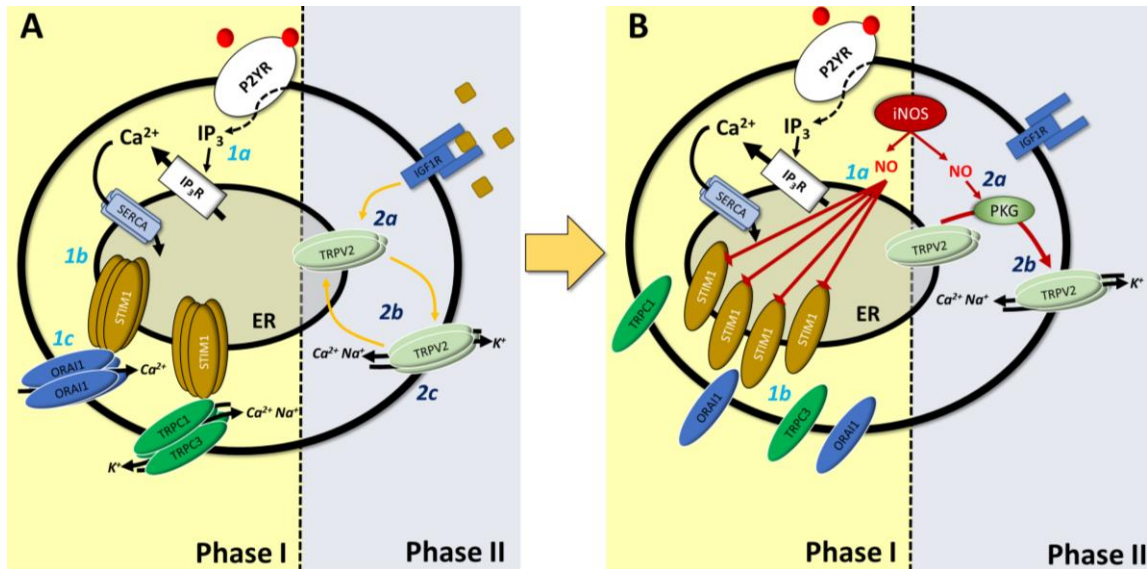 A
P2YR
Ca²⁺
IP₃
1a
IP₃R
SERCA
IGF1R
2a
1b
TRPV2
STIM1
STIM1
ER
2b
1c
ORAI1
ORAI1
Ca²⁺
Ca²⁺ Na⁺
TRPV2
K⁺
2c
TRPC1
TRPC3
Ca²⁺ Na⁺
K⁺
Phase I
Phase II
B
P2YR
iNOS
Ca²⁺
IP₃
IGF1R
1a
NO
NO
2a
IP₃R
SERCA
PKG
TRPV2
STIM1
STIM1
STIM1
STIM1
2b
TRPC1
ER
Ca²⁺ Na⁺
TRPV2
K⁺
1b
ORAI1
TRPC3
ORAI1
Phase I
Phase II